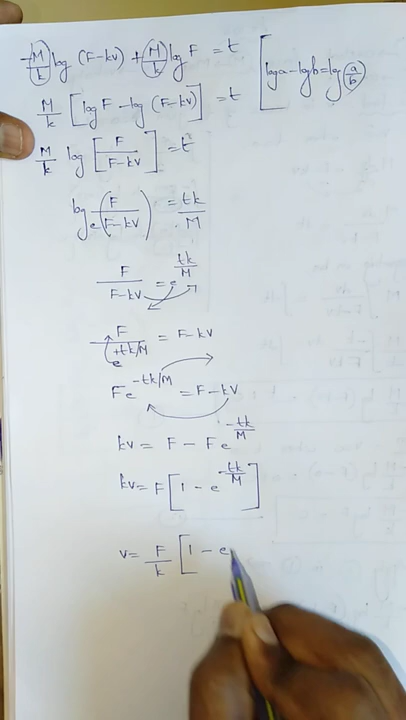 -M/k log (F-kv) + M/k log F = t [log a - log b = log (a/b)
M/k [log F - log (F-kv)] = t
M/k log [F/F-kv] = t
log e (F/F-kv) = tk/M
F/F-kv = e^tk/M
F/e^+tk/M = F-kv
Fe^-tk/M = F-kv
kv = F - Fe^-tk/M
kv = F[1 - e^-tk/M]
v = F/k [1 - e